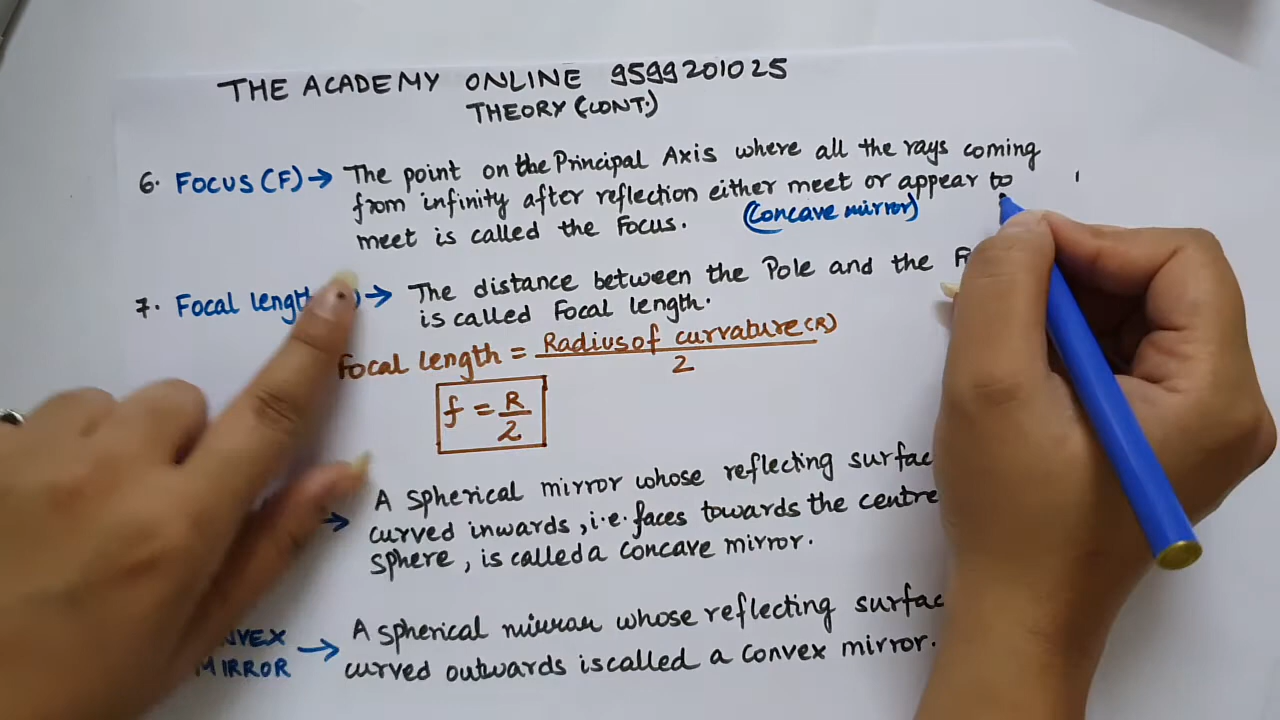 THE ACADEMY ONLINE 9599201025
THEORY (CONT.)
6. FOCUS (F) → The point on the Principal Axis where all the rays coming
from infinity after reflection either meet or appear to
meet is called the Focus. (Concave mirror)
7. Focal length → The distance between the Pole and the
is called Focal length.
Focal length = Radius of curvature (R) / 2
f = R / 2
→ A spherical mirror whose reflecting
curved inwards, i.e. faces towards the centre
sphere, is called a concave mirror.
→ A spherical mirror whose reflecting
MIRROR curved outwards is called a convex mirror.